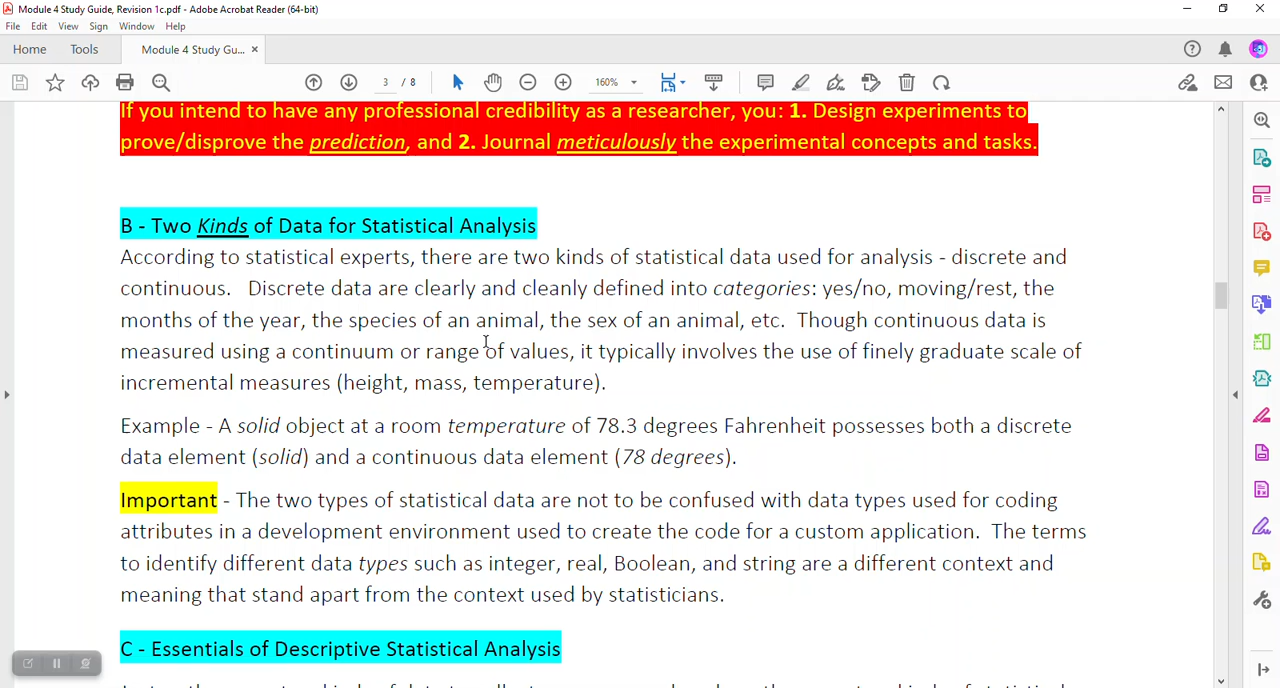 Module 4 Study Guide, Revision 1c.pdf - Adobe Acrobat Reader (64-bit)
File Edit View Sign Window Help
Home Tools Module 4 Study Gu... ×
3 / 8 160%
If you intend to have any professional credibility as a researcher, you: 1. Design experiments to
prove/disprove the prediction, and 2. Journal meticulously the experimental concepts and tasks.
B - Two Kinds of Data for Statistical Analysis
According to statistical experts, there are two kinds of statistical data used for analysis - discrete and
continuous. Discrete data are clearly and cleanly defined into categories: yes/no, moving/rest, the
months of the year, the species of an animal, the sex of an animal, etc. Though continuous data is
measured using a continuum or range of values, it typically involves the use of finely graduate scale of
incremental measures (height, mass, temperature).
Example - A solid object at a room temperature of 78.3 degrees Fahrenheit possesses both a discrete
data element (solid) and a continuous data element (78 degrees).
Important - The two types of statistical data are not to be confused with data types used for coding
attributes in a development environment used to create the code for a custom application. The terms
to identify different data types such as integer, real, Boolean, and string are a different context and
meaning that stand apart from the context used by statisticians.
C - Essentials of Descriptive Statistical Analysis